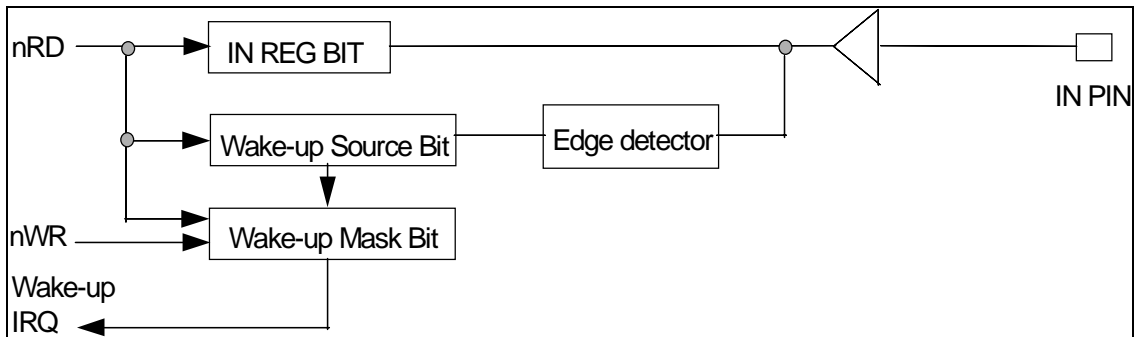 nRD
IN REG BIT
IN PIN
Wake-up Source Bit
Edge detector
nWR
Wake-up Mask Bit
Wake-up
IRQ